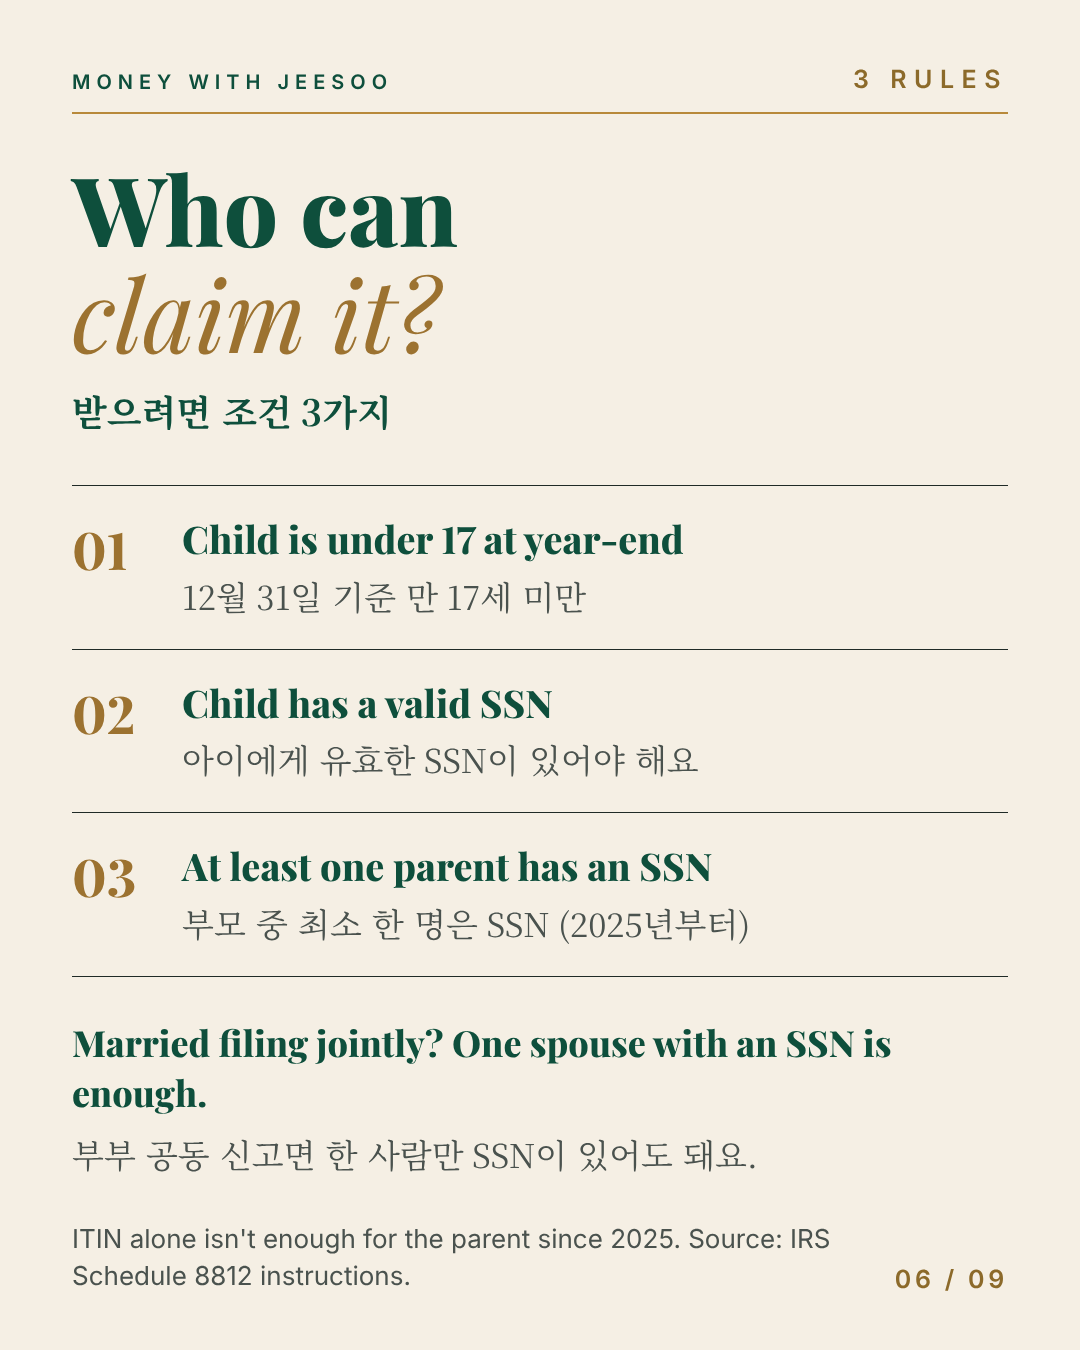 MONEY WITH JEESOO
3 RULES
Who can
claim it?
받으려면 조건 3가지
01
Child is under 17 at year-end
12월 31일 기준 만 17세 미만
02
Child has a valid SSN
아이에게 유효한 SSN이 있어야 해요
03
At least one parent has an SSN
부모 중 최소 한 명은 SSN (2025년부터)
Married filing jointly? One spouse with an SSN is
enough.
부부 공동 신고면 한 사람만 SSN이 있어도 돼요.
ITIN alone isn't enough for the parent since 2025. Source: IRS
Schedule 8812 instructions.
06 / 09